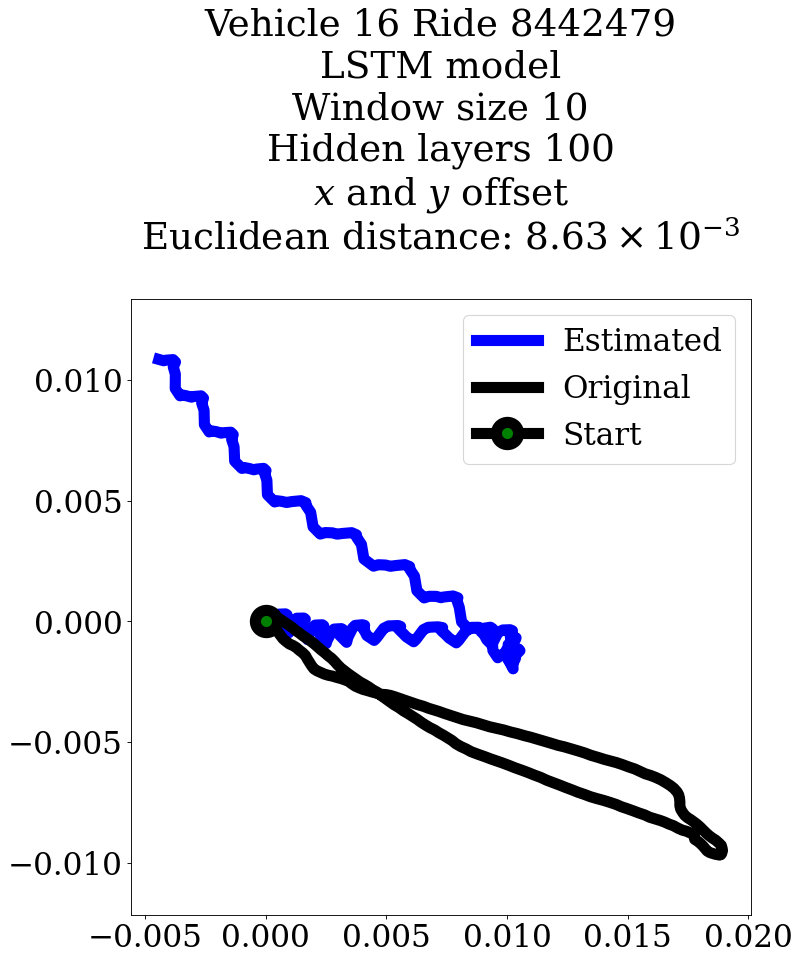 Vehicle 16 Ride 8442479
LSTM model
Window size 10
Hidden layers 100
x and y offset
Euclidean distance: 8.63 × 10⁻³
Estimated
Original
Start
0.010
0.005
0.000
−0.005
−0.010
−0.005 0.000 0.005 0.010 0.015 0.020